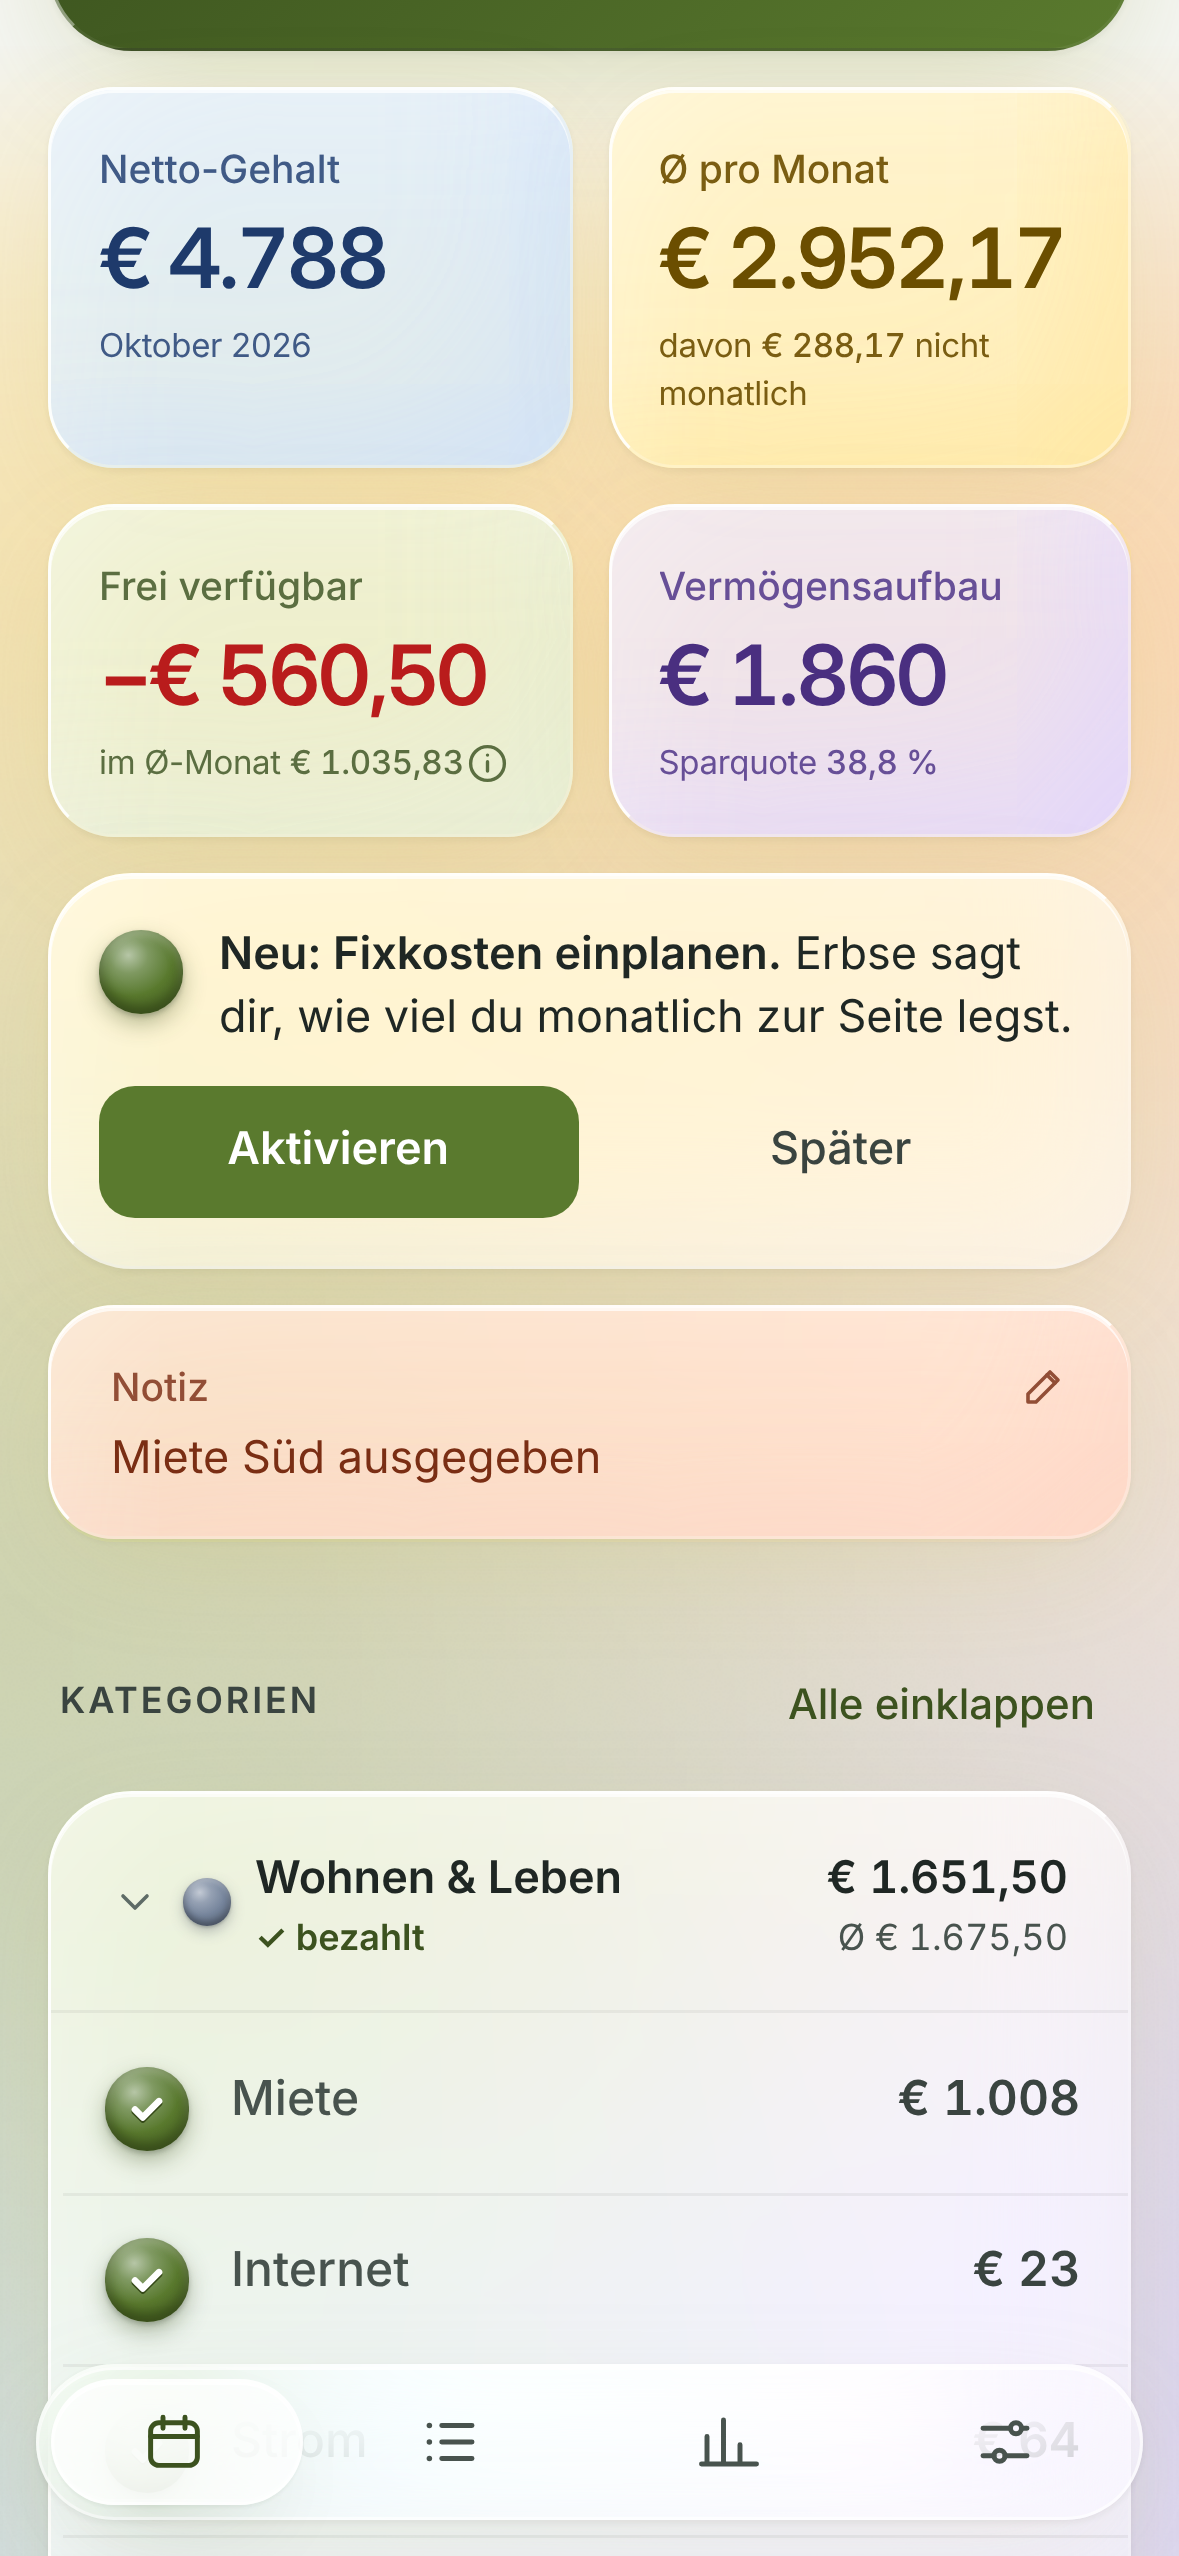 Netto-Gehalt
€ 4.788
Oktober 2026
Ø pro Monat
€ 2.952,17
davon € 288,17 nicht
monatlich
Frei verfügbar
–€ 560,50
im Ø-Monat € 1.035,83
Vermögensaufbau
€ 1.860
Sparquote 38,8 %
Neu: Fixkosten einplanen. Erbse sagt
dir, wie viel du monatlich zur Seite legst.
Aktivieren
Später
Notiz
Miete Süd ausgegeben
KATEGORIEN
Alle einklappen
Wohnen & Leben
€ 1.651,50
✓ bezahlt
Ø € 1.675,50
Miete
€ 1.008
Internet
€ 23
Strom
€ 64